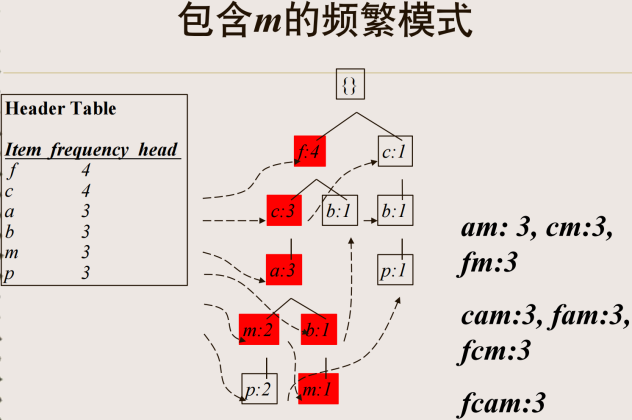 包含m的频繁模式
Header Table
Item frequency head
f 4
c 4
a 3
b 3
m 3
p 3
{}
f:4 c:1
c:3 b:1 b:1
a:3 p:1
m:2 b:1
p:2 m:1
am: 3, cm:3,
fm:3
cam:3, fam:3,
fcm:3
fcam:3